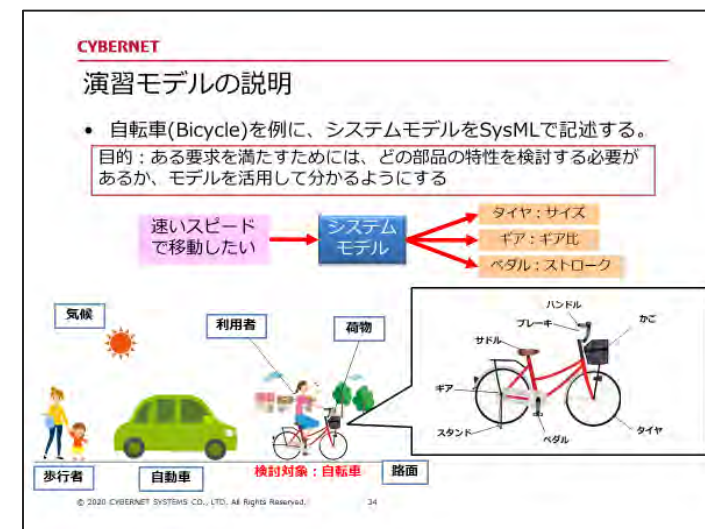 CYBERNET
演習モデルの説明
• 自転車(Bicycle)を例に、システムモデルをSysMLで記述する。
目的：ある要求を満たすためには、どの部品の特性を検討する必要が
あるか、モデルを活用して分かるようにする
速いスピード
で移動したい
システム
モデル
タイヤ：サイズ
ギア：ギア比
ペダル：ストローク
気候
利用者
荷物
歩行者
自動車
検討対象：自転車
路面
ハンドル
ブレーキ
かご
サドル
ギア
スタンド
ペダル
タイヤ
© 2020 CYBERNET SYSTEMS CO., LTD. All Rights Reserved.
34